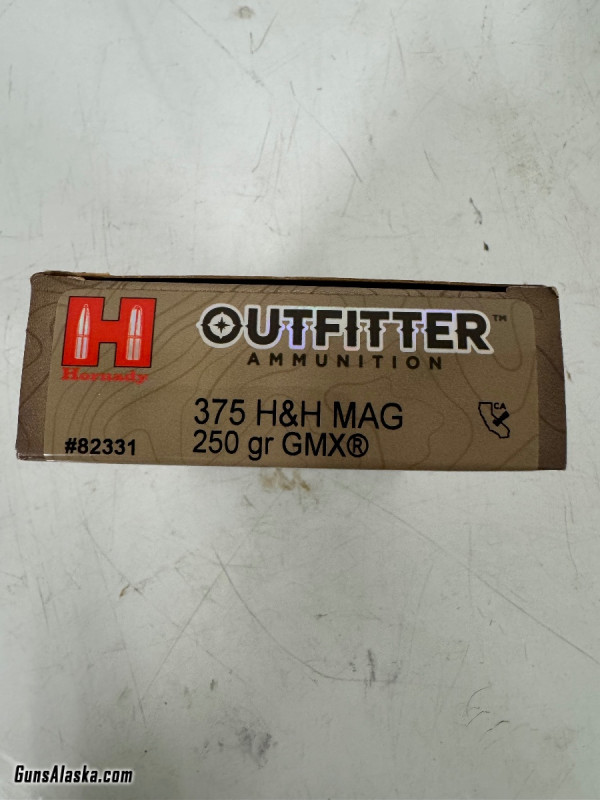 H
Hornady
OUTFITTER™
AMMUNITION
375 H&H MAG
CA
#82331
250 gr GMX®
GunsAlaska.com